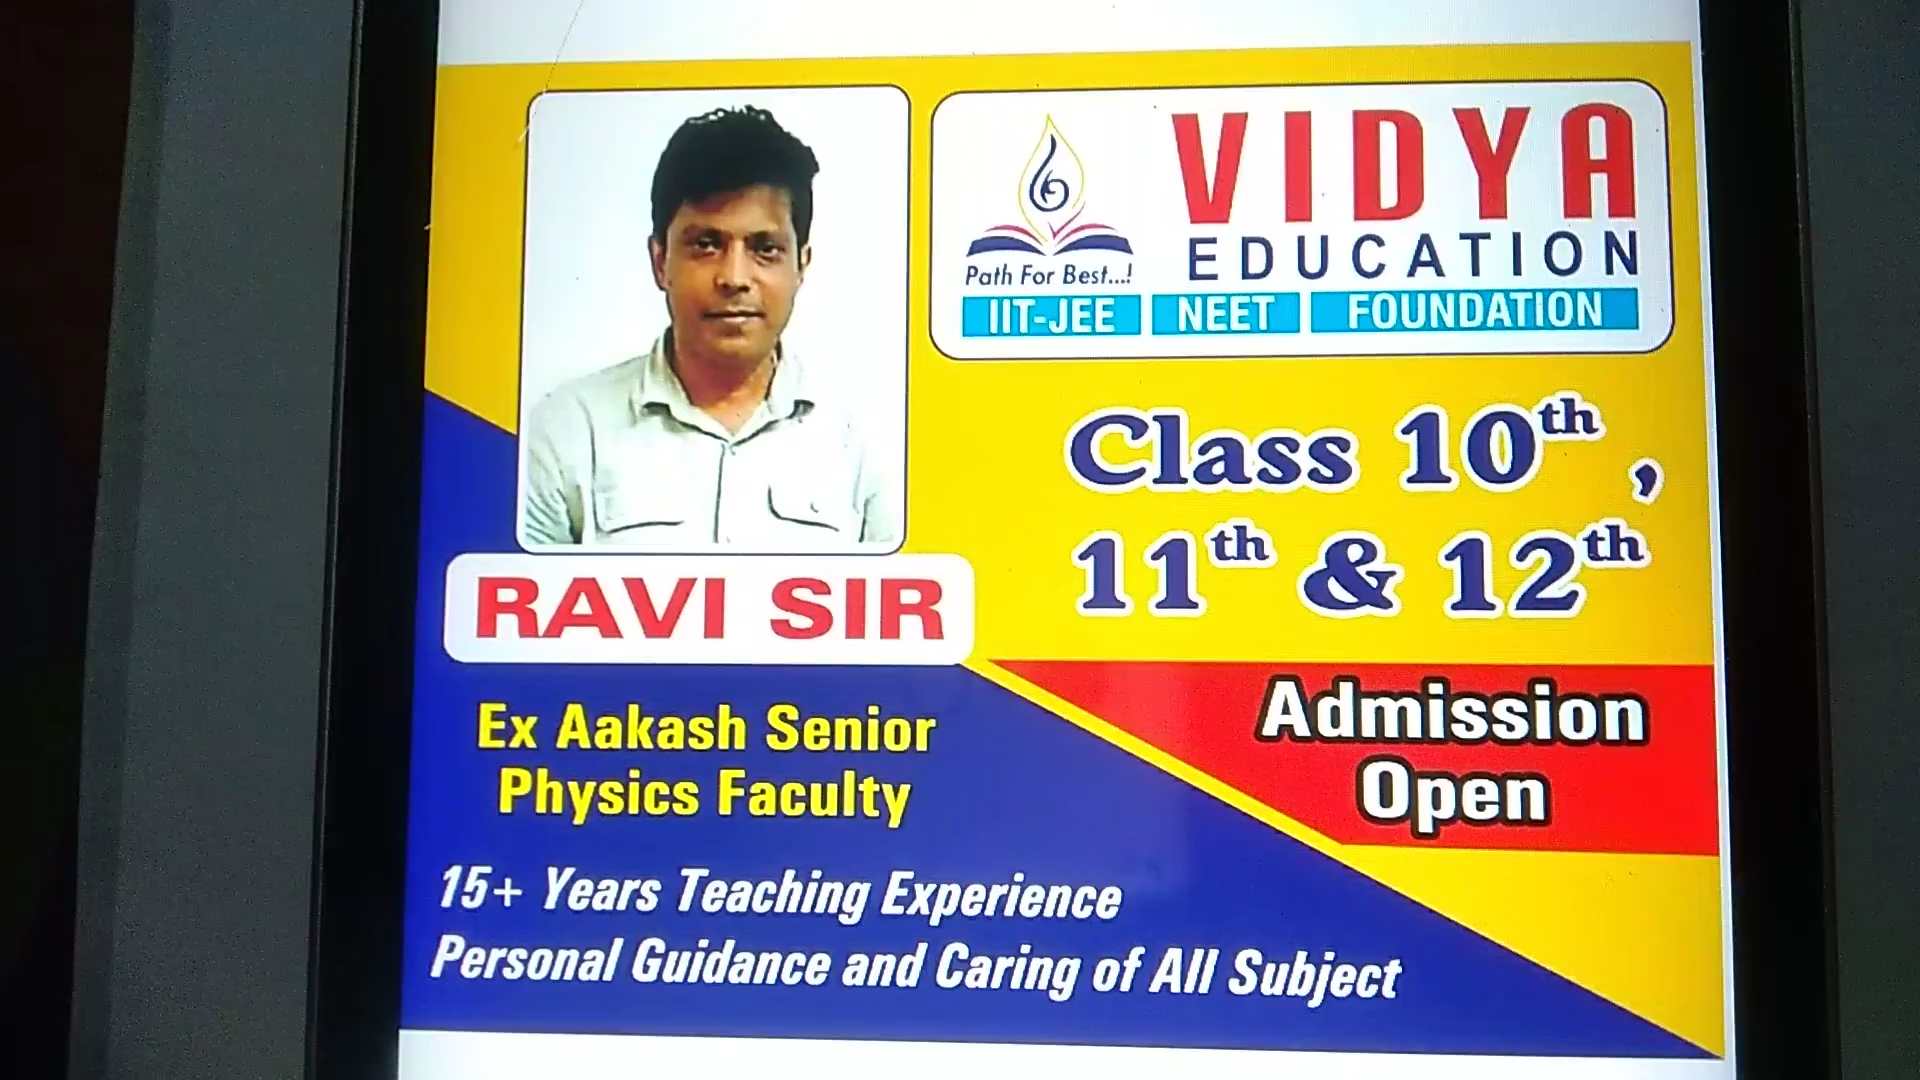 VIDYA
EDUCATION
Path For Best...!
IIT-JEE NEET FOUNDATION
Class 10th ,
11th & 12th
RAVI SIR
Admission
Open
Ex Aakash Senior
Physics Faculty
15+ Years Teaching Experience
Personal Guidance and Caring of All Subject